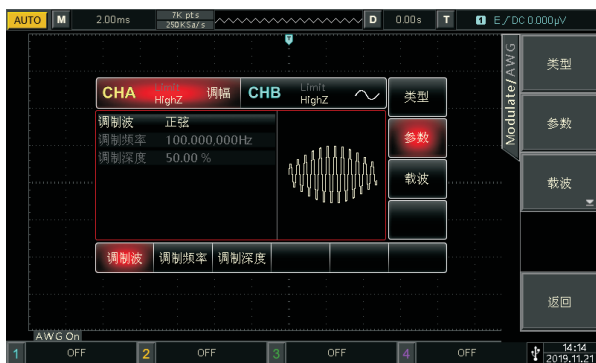 AUTO M 2.00ms 7K pts 250KSa/s D 0.00s T 1 E/DC 0.000µV
CHA Limit HighZ 调幅 CHB Limit HighZ
调制波 正弦
调制频率 100.000,000Hz
调制深度 50.00 %
类型
参数
载波
调制波 调制频率 调制深度
Modulate/AWG
类型
参数
载波
返回
AWG On
1 OFF 2 OFF 3 OFF 4 OFF
14:14
2019.11.21